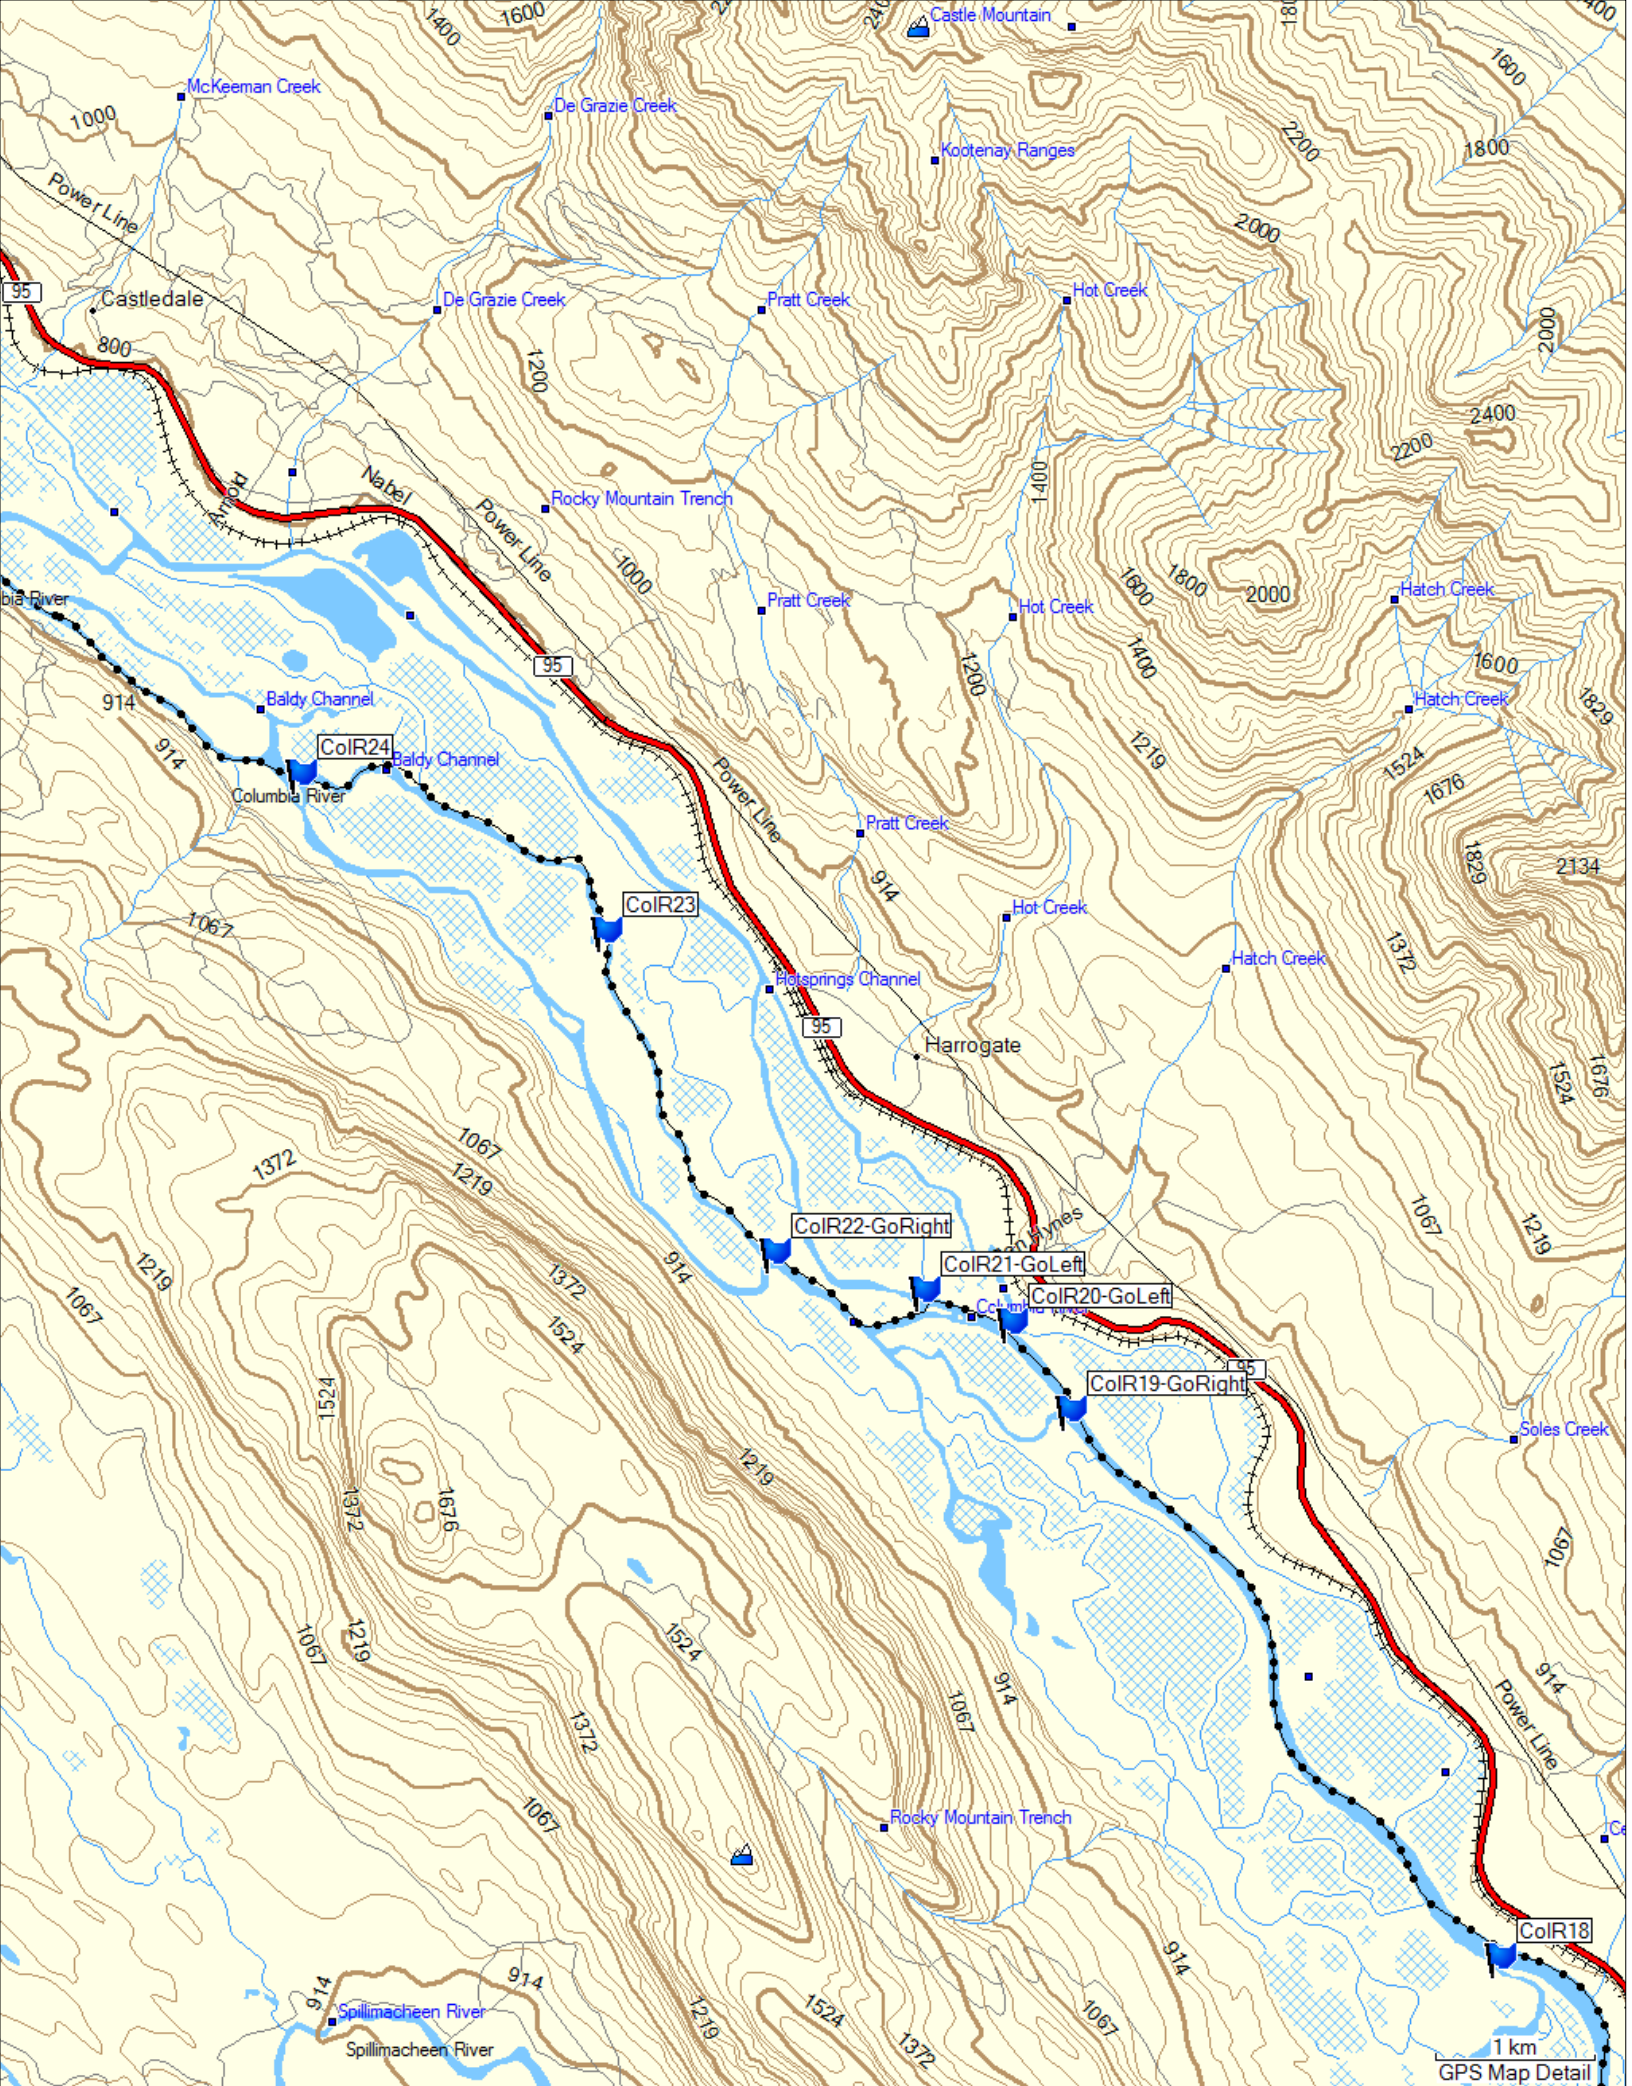 1600
1400
Castle Mountain
1600
McKeeman Creek
De Grazie Creek
1000
2200
Kootenay Ranges
1800
Power Line
2000
95
Castledale
De Grazie Creek
Pratt Creek
Hot Creek
2000
800
1200
2400
2200
Nabel
1400
Arnold
Rocky Mountain Trench
Power Line
1000
1600
1800
2000
Hatch Creek
bia River
Pratt Creek
Hot Creek
95
1400
1200
1600
914
Baldy Channel
Hatch Creek
1829
914
1219
ColR24
Baldy Channel
1524
Columbia River
Power Line
1676
Pratt Creek
1829
2134
914
ColR23
Hot Creek
1067
1372
Hatch Creek
Hotsprings Channel
95
Harrogate
1524
1676
1067
1372
1219
1067
1219
ColR22-GoRight
Hynes
1219
914
ColR21-GoLeft
1372
1067
ColR20-GoLeft
Columbia River
1524
95
ColR19-GoRight
1524
Soles Creek
1219
1372
1676
1067
1067
1219
1524
914
914
1067
1372
Power Line
1067
Rocky Mountain Trench
Ce
ColR18
914
914
914
Spillimacheen River
1219
1524
1067
Spillimacheen River
1372
1 km
GPS Map Detail